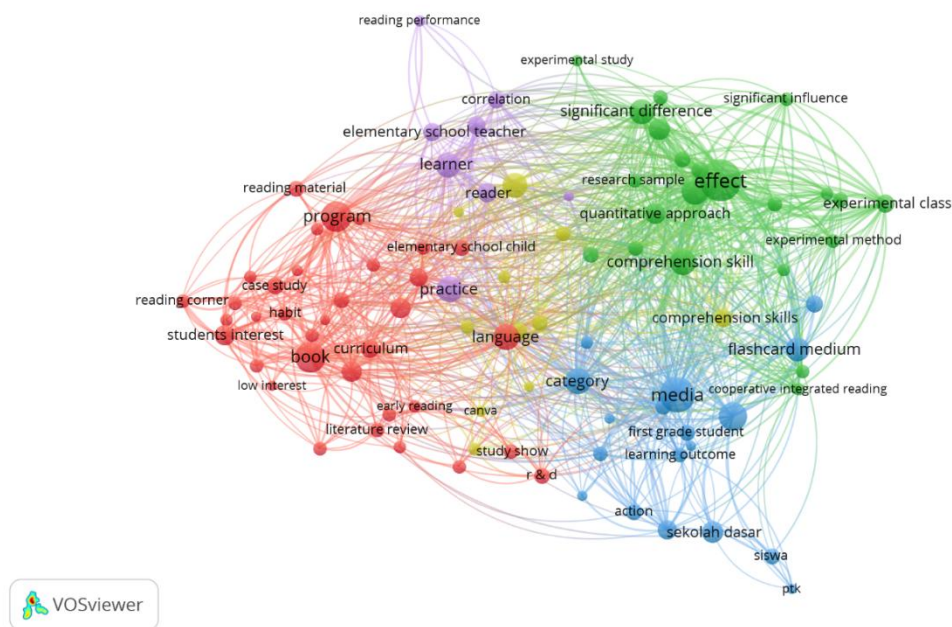 reading performance
experimental study
correlation
significant difference
significant influence
elementary school teacher
learner
reader
research sample
effect
reading material
program
quantitative approach
experimental class
elementary school child
experimental method
comprehension skill
case study
practice
reading corner
habit
comprehension skills
students interest
language
book
curriculum
flashcard medium
low interest
category
media
cooperative integrated reading
early reading
canva
literature review
first grade student
study show
learning outcome
r & d
action
sekolah dasar
siswa
ptk
VOSviewer